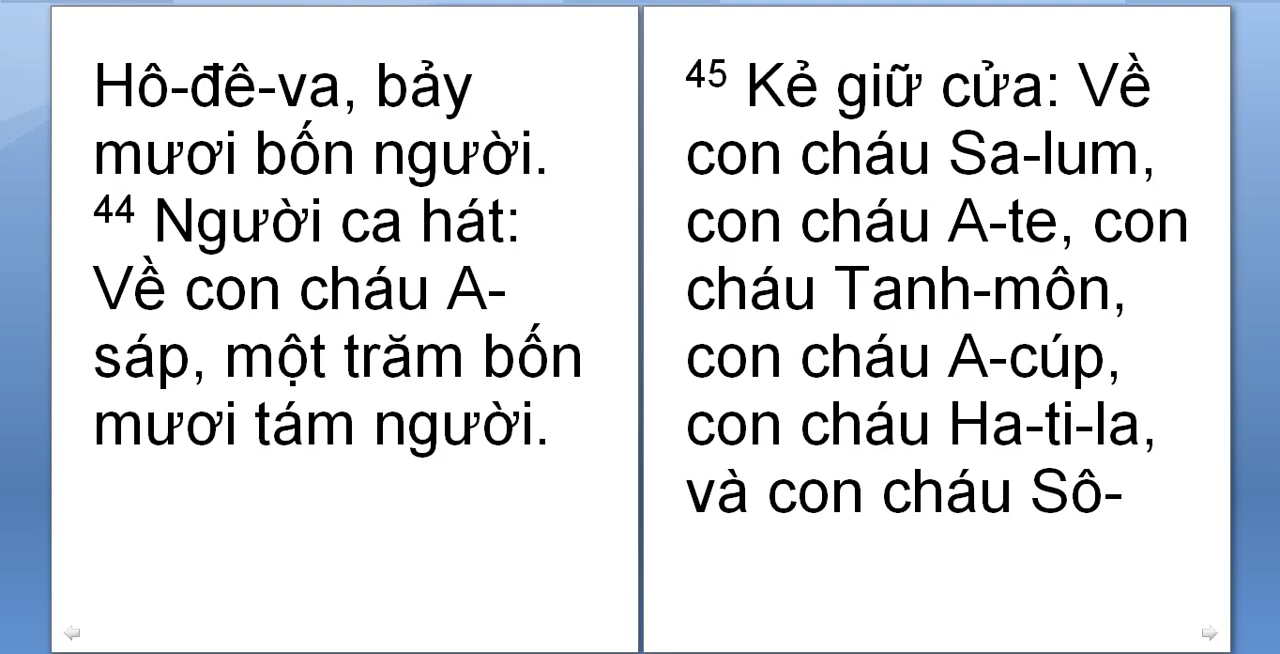 Hô-đê-va, bảy
mươi bốn người.
44 Người ca hát:
Về con cháu A-
sáp, một trăm bốn
mươi tám người.
45 Kẻ giữ cửa: Về
con cháu Sa-lum,
con cháu A-te, con
cháu Tanh-môn,
con cháu A-cúp,
con cháu Ha-ti-la,
và con cháu Sô-